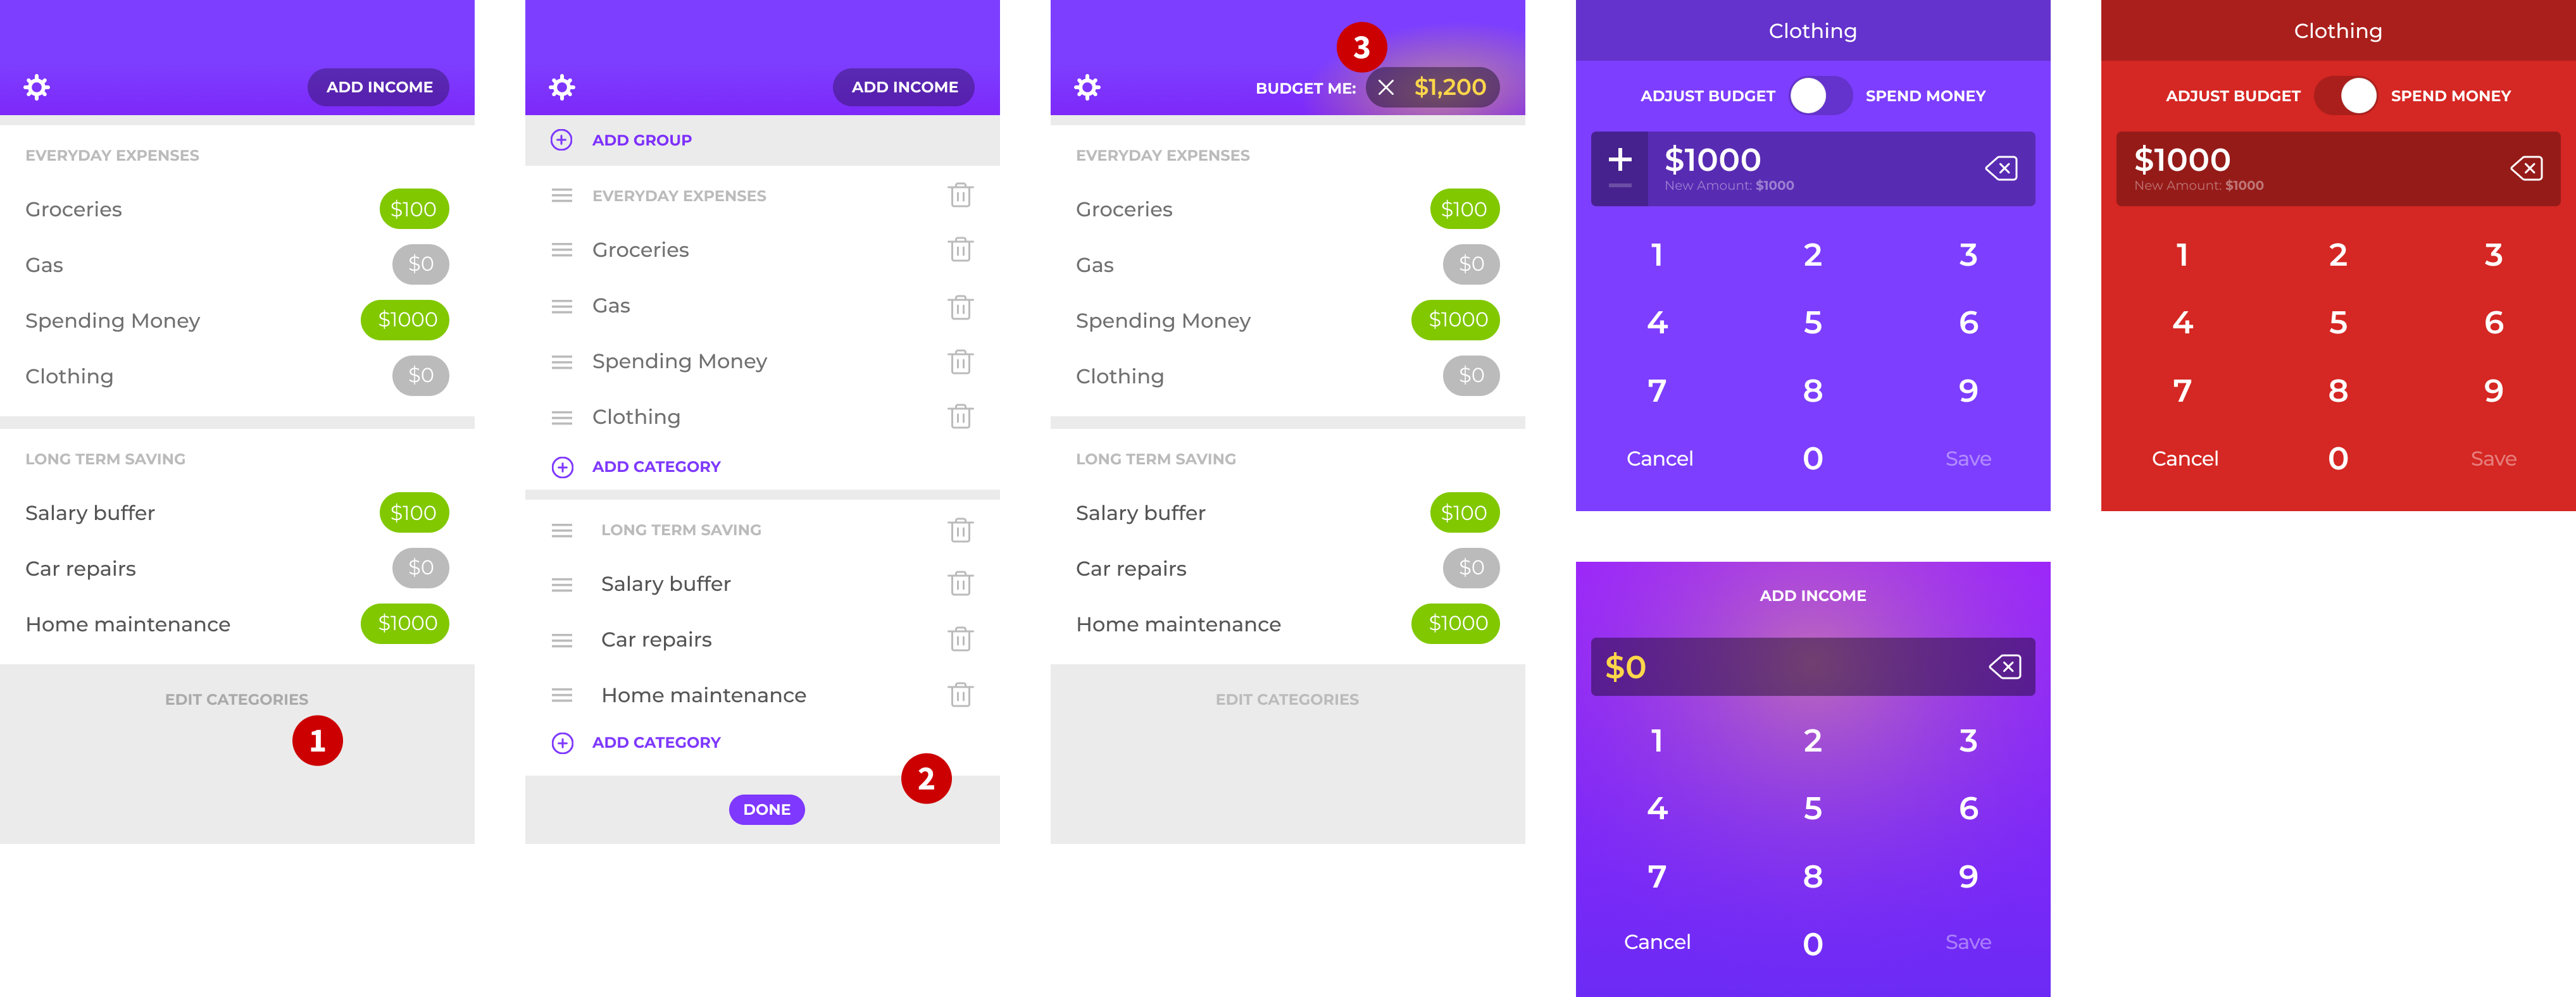 ADD INCOME
EVERYDAY EXPENSES
Groceries $100
Gas $0
Spending Money $1000
Clothing $0
LONG TERM SAVING
Salary buffer $100
Car repairs $0
Home maintenance $1000
EDIT CATEGORIES
1
ADD INCOME
ADD GROUP
EVERYDAY EXPENSES
Groceries
Gas
Spending Money
Clothing
ADD CATEGORY
LONG TERM SAVING
Salary buffer
Car repairs
Home maintenance
ADD CATEGORY
2
DONE
3
BUDGET ME: $1,200
EVERYDAY EXPENSES
Groceries $100
Gas $0
Spending Money $1000
Clothing $0
LONG TERM SAVING
Salary buffer $100
Car repairs $0
Home maintenance $1000
EDIT CATEGORIES
Clothing
ADJUST BUDGET SPEND MONEY
+ $1000
New Amount: $1000
1 2 3
4 5 6
7 8 9
Cancel 0 Save
ADD INCOME
$0
1 2 3
4 5 6
7 8 9
Cancel 0 Save
Clothing
ADJUST BUDGET SPEND MONEY
$1000
New Amount: $1000
1 2 3
4 5 6
7 8 9
Cancel 0 Save